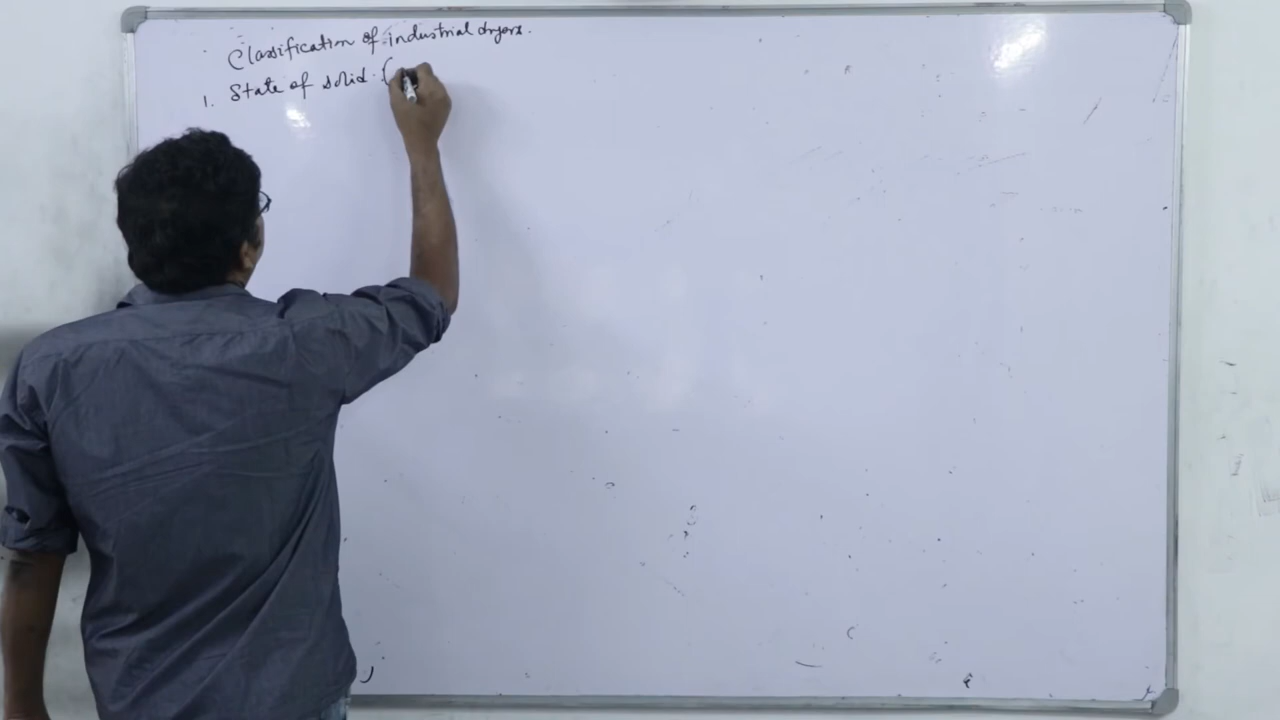 Classification of industrial dryers.
1. State of solid. (